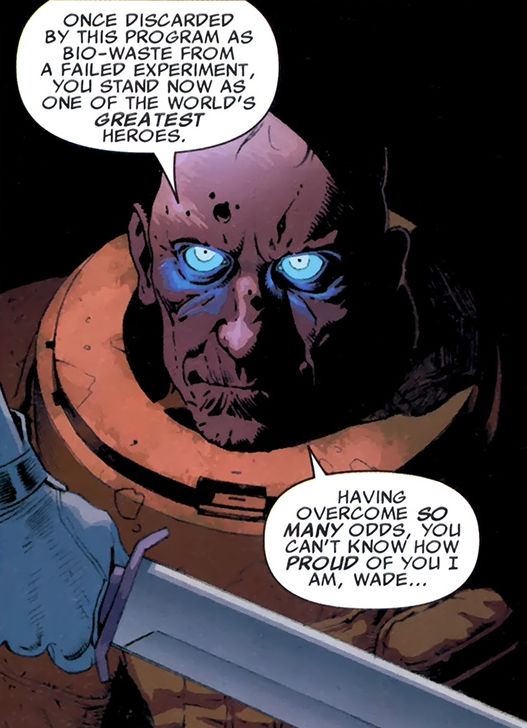 ONCE DISCARDED
BY THIS PROGRAM AS
BIO-WASTE FROM
A FAILED EXPERIMENT,
YOU STAND NOW AS
ONE OF THE WORLD'S
GREATEST
HEROES.
HAVING
OVERCOME SO
MANY ODDS, YOU
CAN'T KNOW HOW
PROUD OF YOU I
AM, WADE...